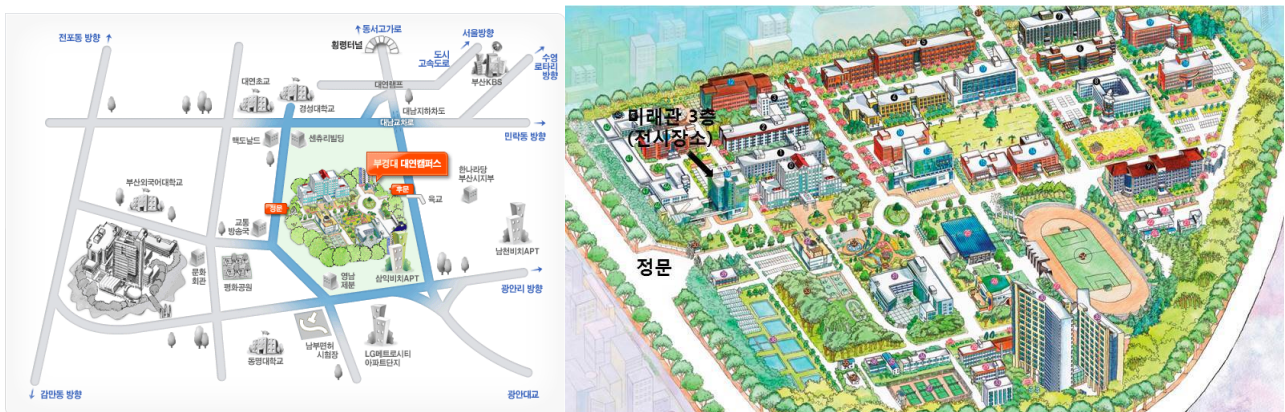 전포동 방향
동서고가로
황령터널
서울방향
도시
고속도로
수영
로타리
방향
부산KBS
대연초교
경성대학교
대연램프
대남지하차도
대남교차로
민락동 방향
맥도날드
센츄리빌딩
부경대 대연캠퍼스
한나라당
부산시지부
부산외국어대학교
정문
후문
육교
교통
방송국
남천비치APT
문화
회관
평화공원
영남
제분
삼익비치APT
광안리 방향
동명대학교
남부면허
시험장
LG메트로시티
아파트단지
감만동 방향
광안대교
미래관 3층
(전시장소)
정문